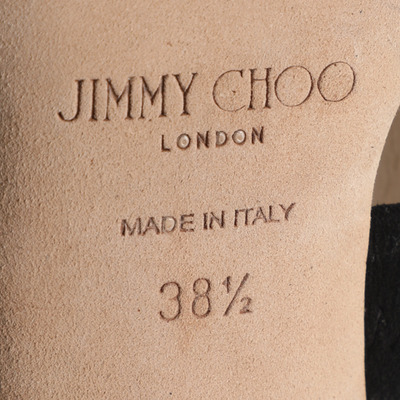 JIMMY CHOO
LONDON
MADE IN ITALY
38½